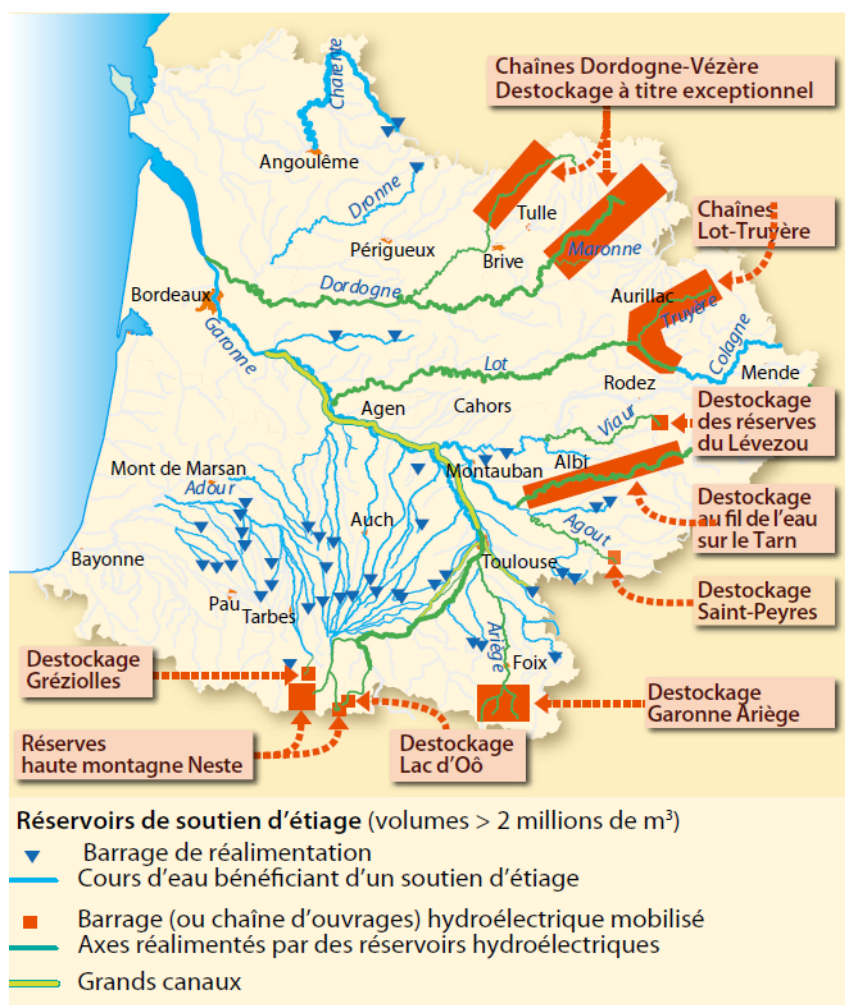 Chaînes Dordogne-Vézère
Destockage à titre exceptionnel
Charente
Angoulême
Dronne
Tulle
Chaînes
Lot-Truyère
Périgueux
Brive
Maronne
Dordogne
Bordeaux
Aurillac
Truyère
Garonne
Colagne
Lot
Mende
Rodez
Agen
Cahors
Destockage
des réserves
du Lévezou
Viaur
Montauban
Albi
Mont de Marsan
Adour
Destockage
au fil de l'eau
sur le Tarn
Auch
Agout
Bayonne
Toulouse
Destockage
Saint-Peyres
Pau
Tarbes
Ariège
Foix
Destockage
Gréziolles
Destockage
Garonne Ariège
Réserves
haute montagne Neste
Destockage
Lac d'Oô
Réservoirs de soutien d'étiage (volumes > 2 millions de m³)
Barrage de réalimentation
Cours d'eau bénéficiant d'un soutien d'étiage
Barrage (ou chaîne d'ouvrages) hydroélectrique mobilisé
Axes réalimentés par des réservoirs hydroélectriques
Grands canaux